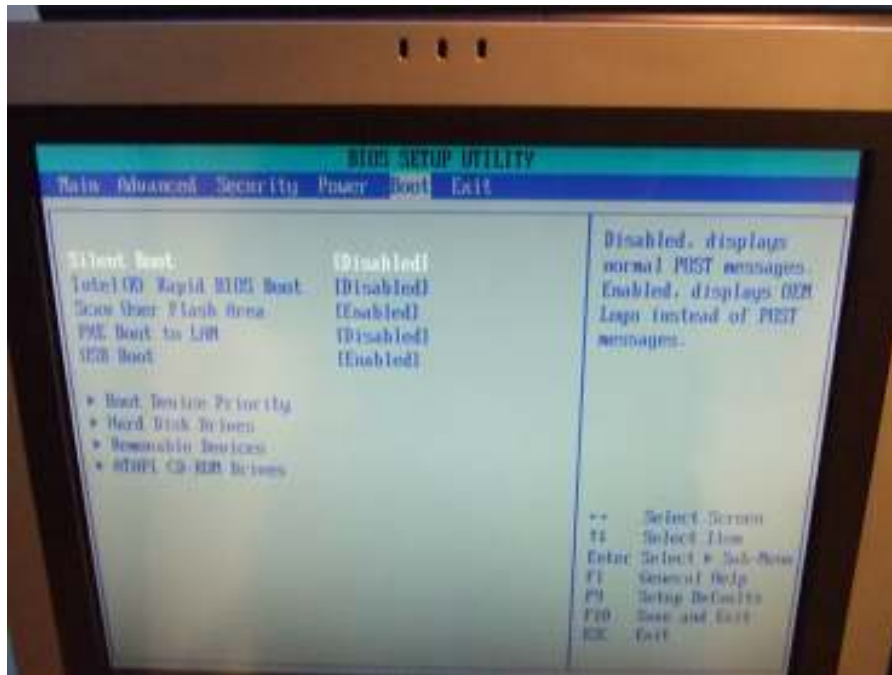 BIOS SETUP UTILITY
Main Advanced Security Power Boot Exit
Silent Boot [Disabled]
Intel(R) Rapid BIOS Boot [Disabled]
Scan User Flash Area [Enabled]
PXE Boot to LAN [Disabled]
USB Boot [Enabled]
Boot Device Priority
Hard Disk Drives
Removable Devices
ATAPI CD-ROM Drives
Disabled, displays
normal POST messages.
Enabled, displays OEM
Logo instead of POST
messages.
↔ Select Screen
↑↓ Select Item
Enter Select ▶ Sub-Menu
F1 General Help
F9 Setup Defaults
F10 Save and Exit
ESC Exit